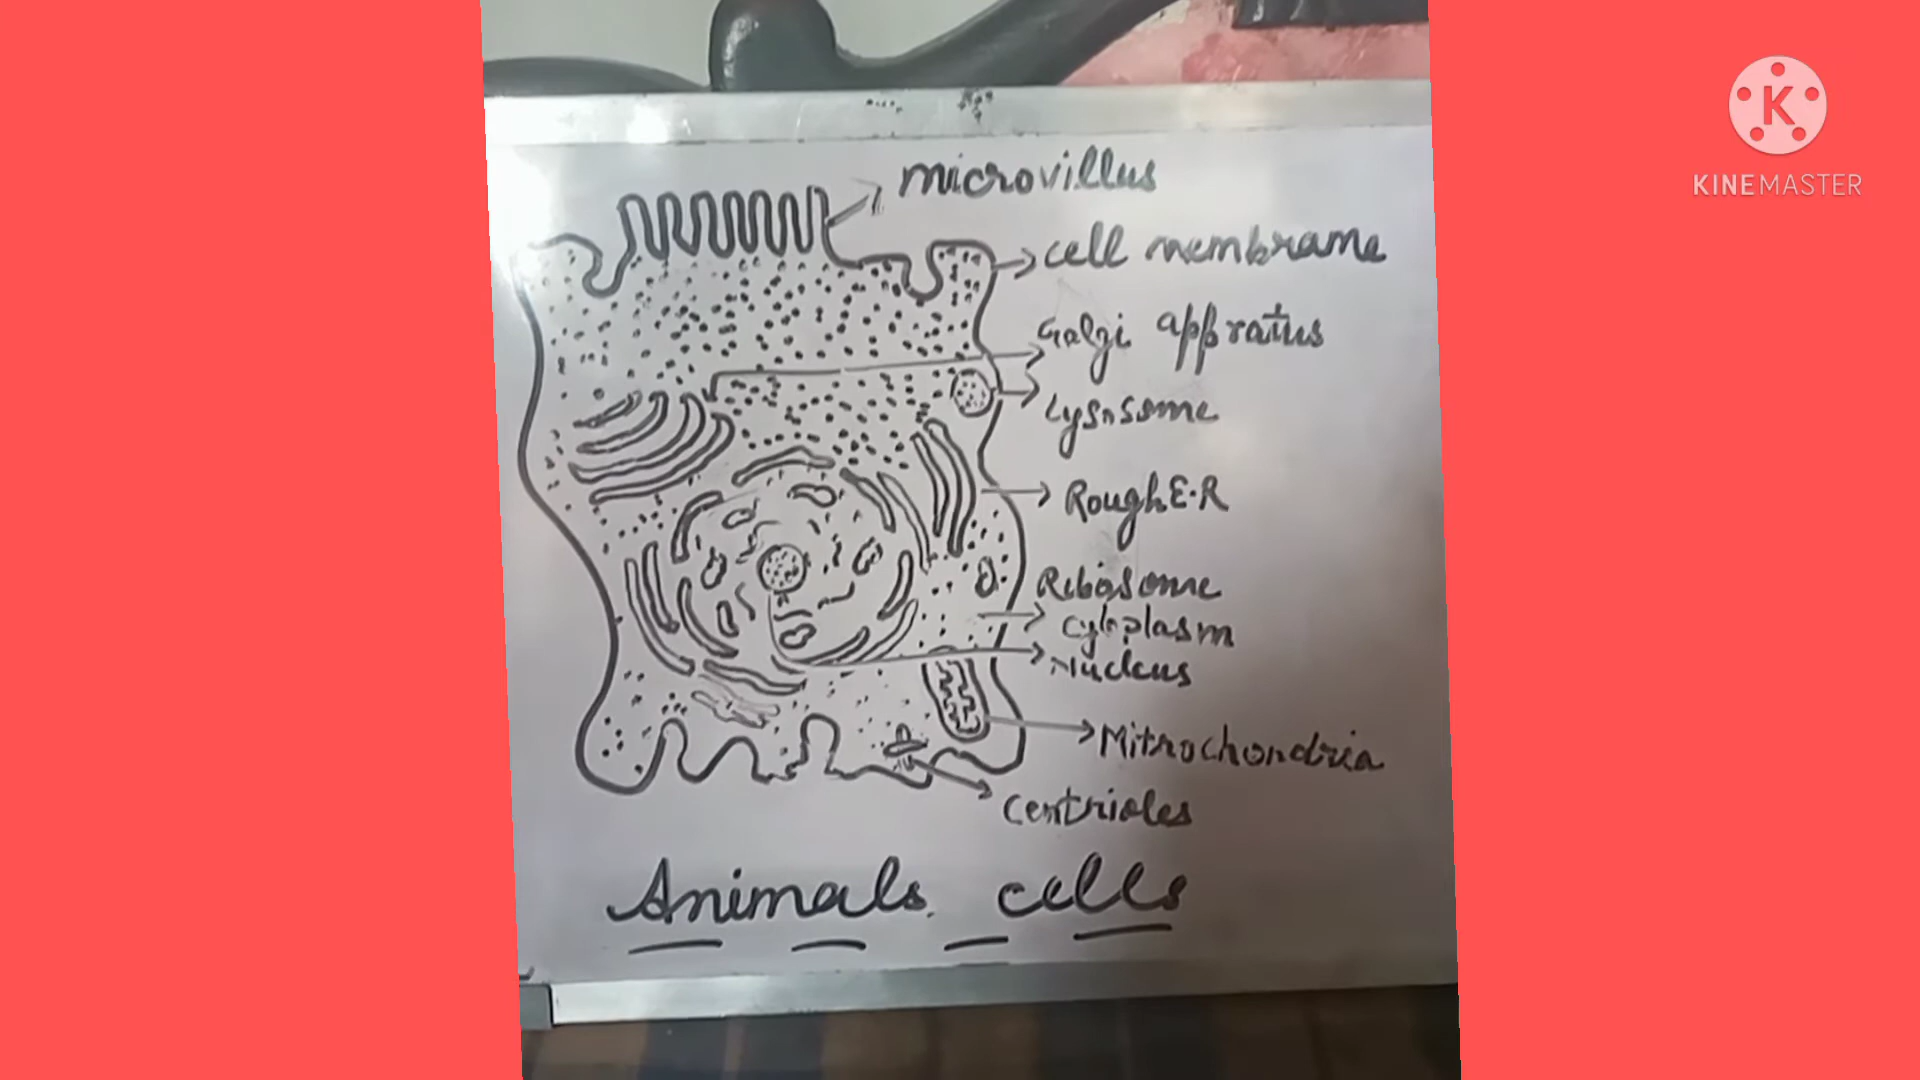 microvillus
cell membrane
Golgi appratus
Lysosome
Rough E.R
Ribosome
Cytoplasm
Nucleus
Mitrochondria
Centrioles
Animals cells
K
KINEMASTER